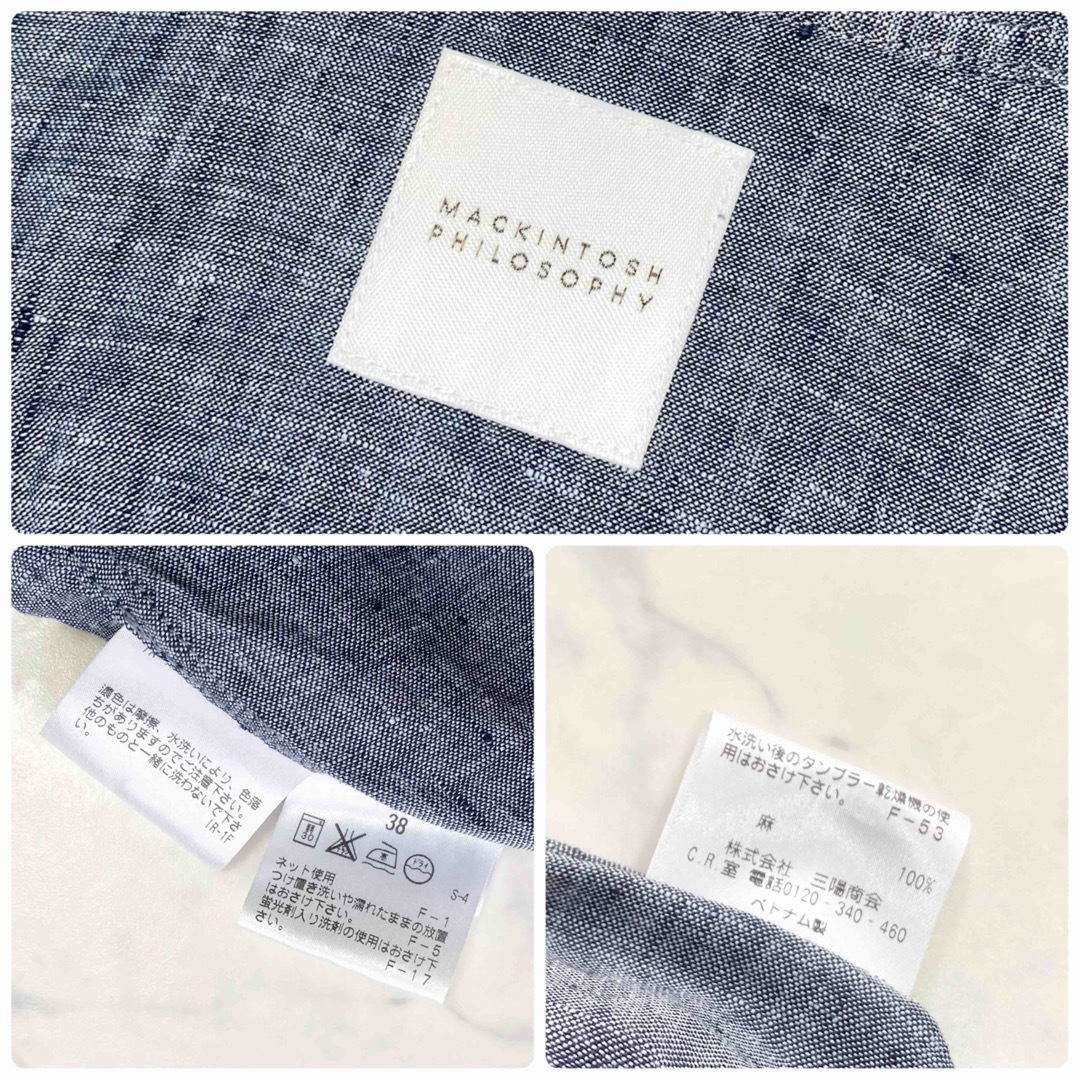 MACKINTOSH
PHILOSOPHY
濃色は摩擦、水洗いにより、色落
ちがありますのでご注意下さい。
他のものと一緒に洗わないで下さ
い。
IR-1F
38
弱
30
ドライ
S-4
ネット使用
F-1
つけ置き洗いや濡れたままの放置
はおさけ下さい。
F-5
蛍光剤入り洗剤の使用はおさけ下
さい。
F-17
水洗い後のタンブラー乾燥機の使
用はおさけ下さい。
F-53
麻 100%
株式会社 三陽商会
C.R室 電話0120-340-460
ベトナム製